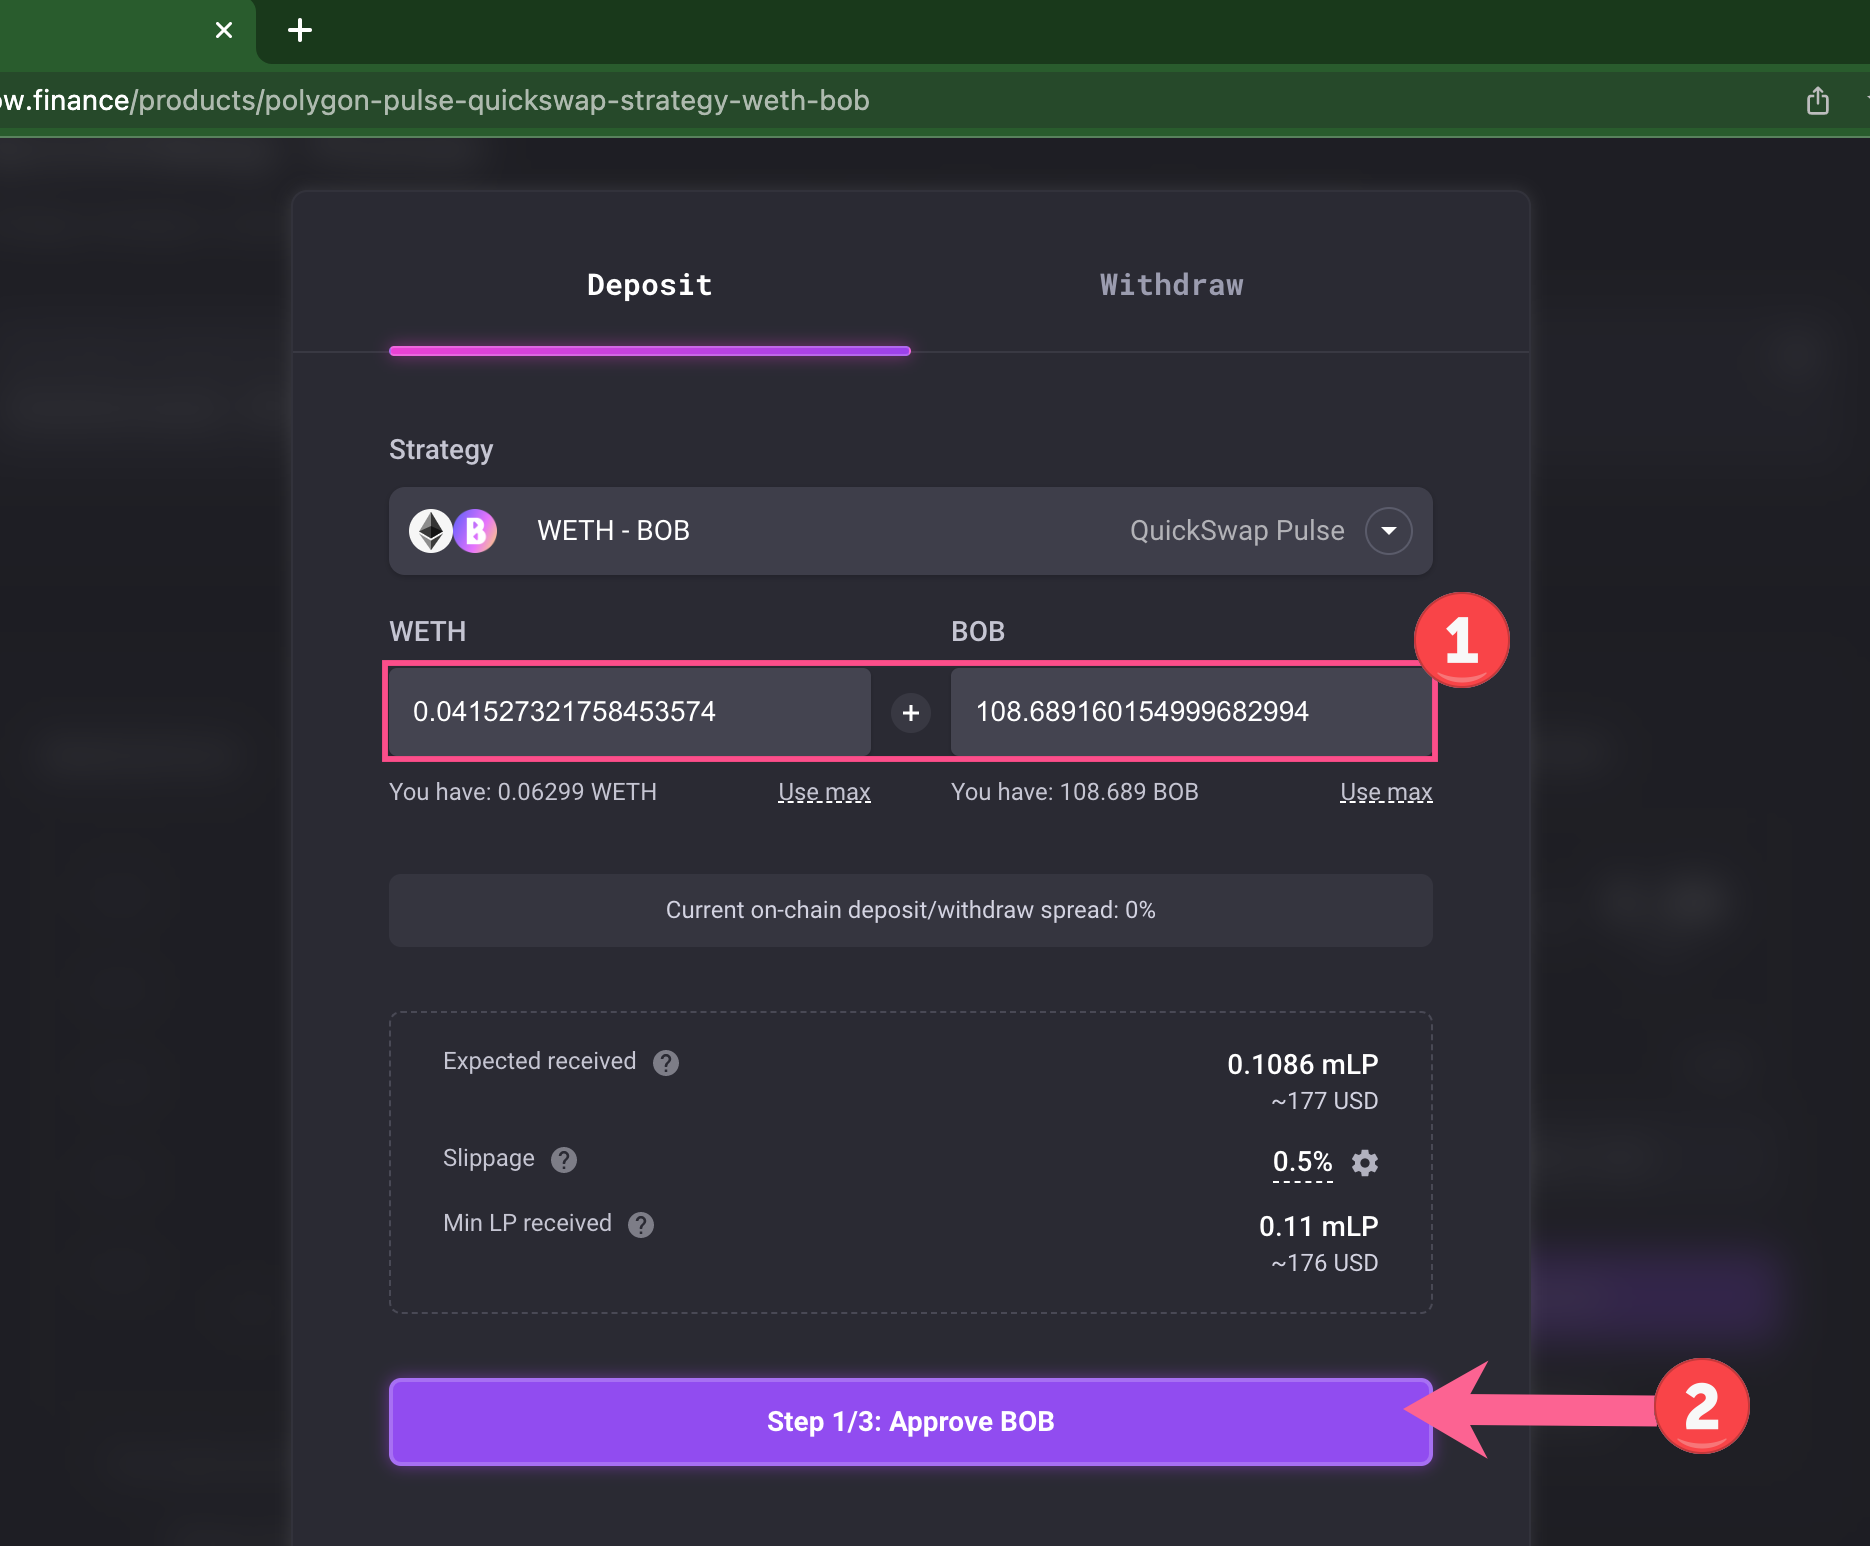 ow.finance/products/polygon-pulse-quickswap-strategy-weth-bob
Deposit
Withdraw
Strategy
B
WETH - BOB
QuickSwap Pulse
WETH
BOB
1
0.041527321758453574
+
108.689160154999682994
You have: 0.06299 WETH
Use max
You have: 108.689 BOB
Use max
Current on-chain deposit/withdraw spread: 0%
Expected received ?
0.1086 mLP
~177 USD
Slippage ?
0.5%
Min LP received ?
0.11 mLP
~176 USD
Step 1/3: Approve BOB
2